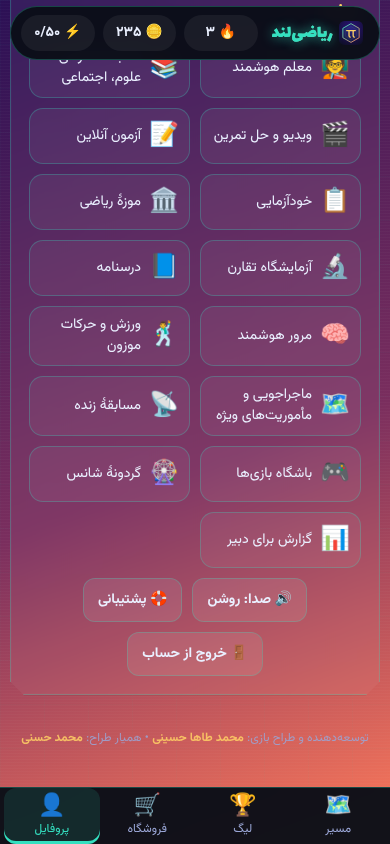 ریاضی‌لند
۳
۲۳۵
۰/۵۰
معلم هوشمند
علوم، اجتماعی
ویدیو و حل تمرین
آزمون آنلاین
خودآزمایی
موزهٔ ریاضی
آزمایشگاه تقارن
درسنامه
مرور هوشمند
ورزش و حرکات
موزون
ماجراجویی و
مأموریت‌های ویژه
مسابقهٔ زنده
باشگاه بازی‌ها
گردونهٔ شانس
گزارش برای دبیر
صدا: روشن
پشتیبانی
خروج از حساب
توسعه‌دهنده و طراح بازی: محمد طاها حسینی • همیار طراح: محمد حسنی
مسیر
لیگ
فروشگاه
پروفایل